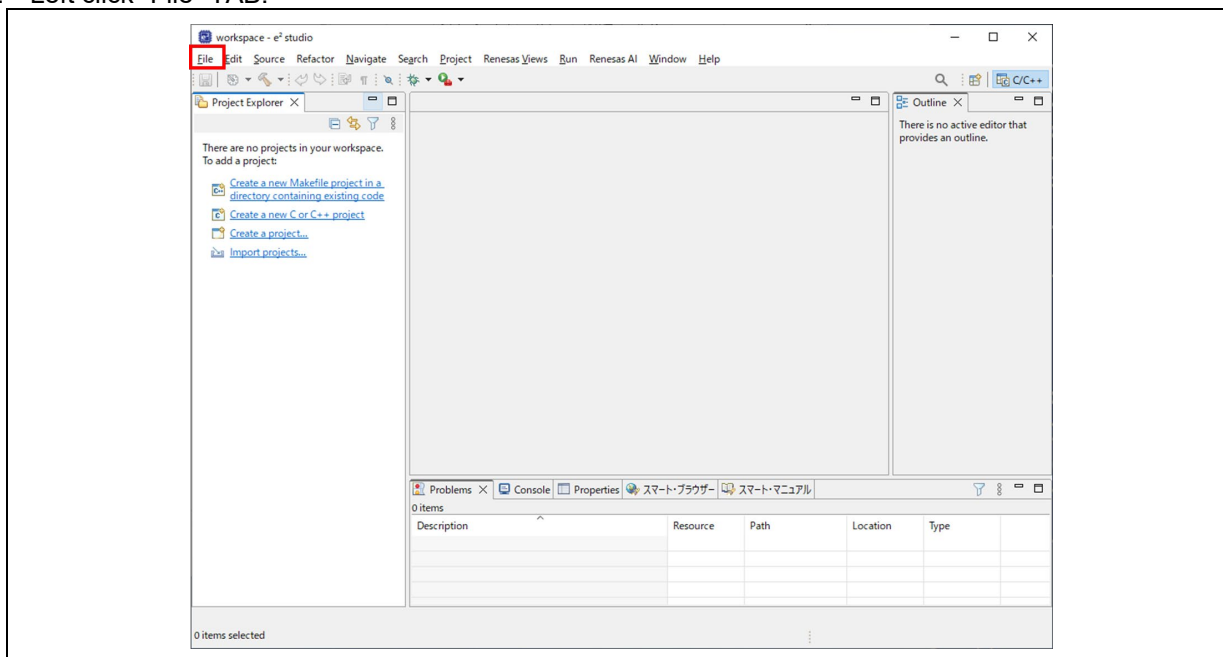 Left click "File" TAB.
workspace - e² studio
File Edit Source Refactor Navigate Search Project Renesas Views Run Renesas AI Window Help
C/C++
Project Explorer
Outline
There are no projects in your workspace.
To add a project:
Create a new Makefile project in a
directory containing existing code
Create a new C or C++ project
Create a project...
Import projects...
There is no active editor that
provides an outline.
Problems Console Properties スマート・ブラウザー スマート・マニュアル
0 items
Description Resource Path Location Type
0 items selected